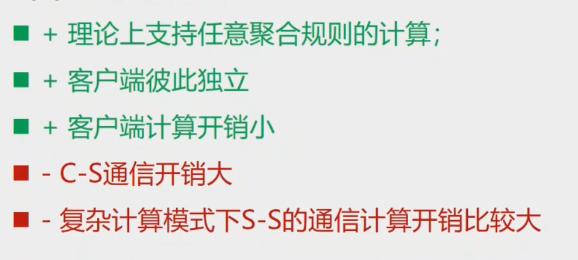 + 理论上支持任意聚合规则的计算；
+ 客户端彼此独立
+ 客户端计算开销小
- C-S通信开销大
- 复杂计算模式下S-S的通信计算开销比较大